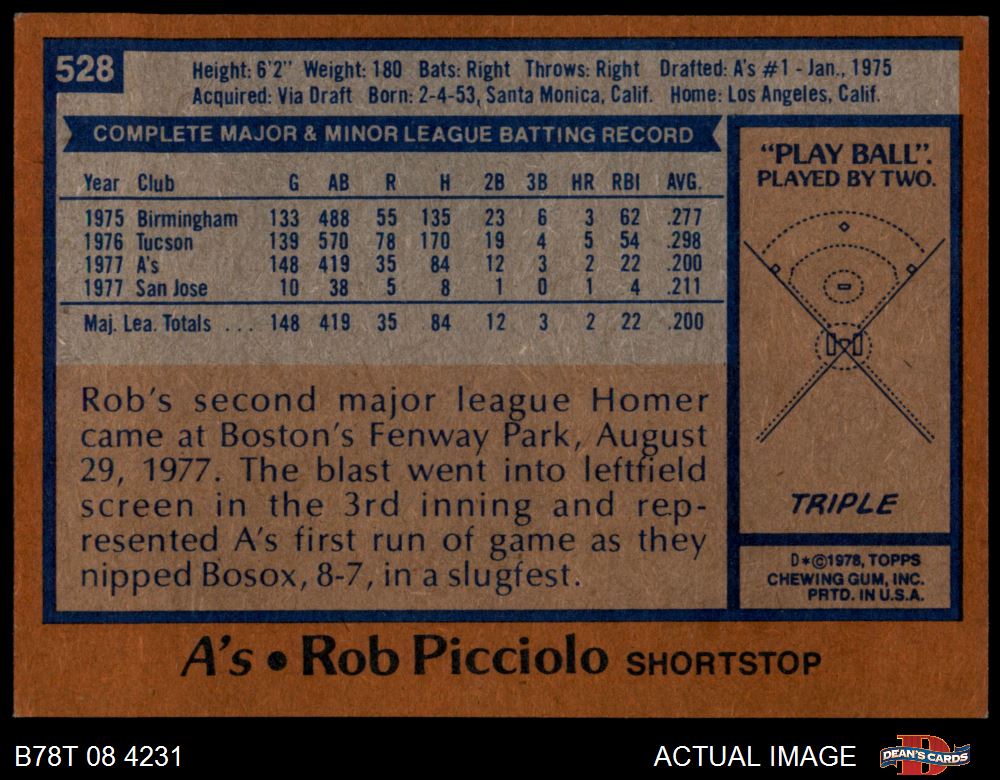 528
Height: 6'2" Weight: 180 Bats: Right Throws: Right Drafted: A's #1 - Jan., 1975
Acquired: Via Draft Born: 2-4-53, Santa Monica, Calif. Home: Los Angeles, Calif.
COMPLETE MAJOR & MINOR LEAGUE BATTING RECORD
Year Club G AB R H 2B 3B HR RBI AVG.
1975 Birmingham 133 488 55 135 23 6 3 62 .277
1976 Tucson 139 570 78 170 19 4 5 54 .298
1977 A's 148 419 35 84 12 3 2 22 .200
1977 San Jose 10 38 5 8 1 0 1 4 .211
Maj. Lea. Totals ... 148 419 35 84 12 3 2 22 .200
Rob's second major league Homer
came at Boston's Fenway Park, August
29, 1977. The blast went into leftfield
screen in the 3rd inning and rep-
resented A's first run of game as they
nipped Bosox, 8-7, in a slugfest.
"PLAY BALL".
PLAYED BY TWO.
TRIPLE
D*©1978, TOPPS
CHEWING GUM, INC.
PRTD. IN U.S.A.
A's • Rob Picciolo SHORTSTOP
B78T 08 4231
ACTUAL IMAGE
DEAN'S CARDS